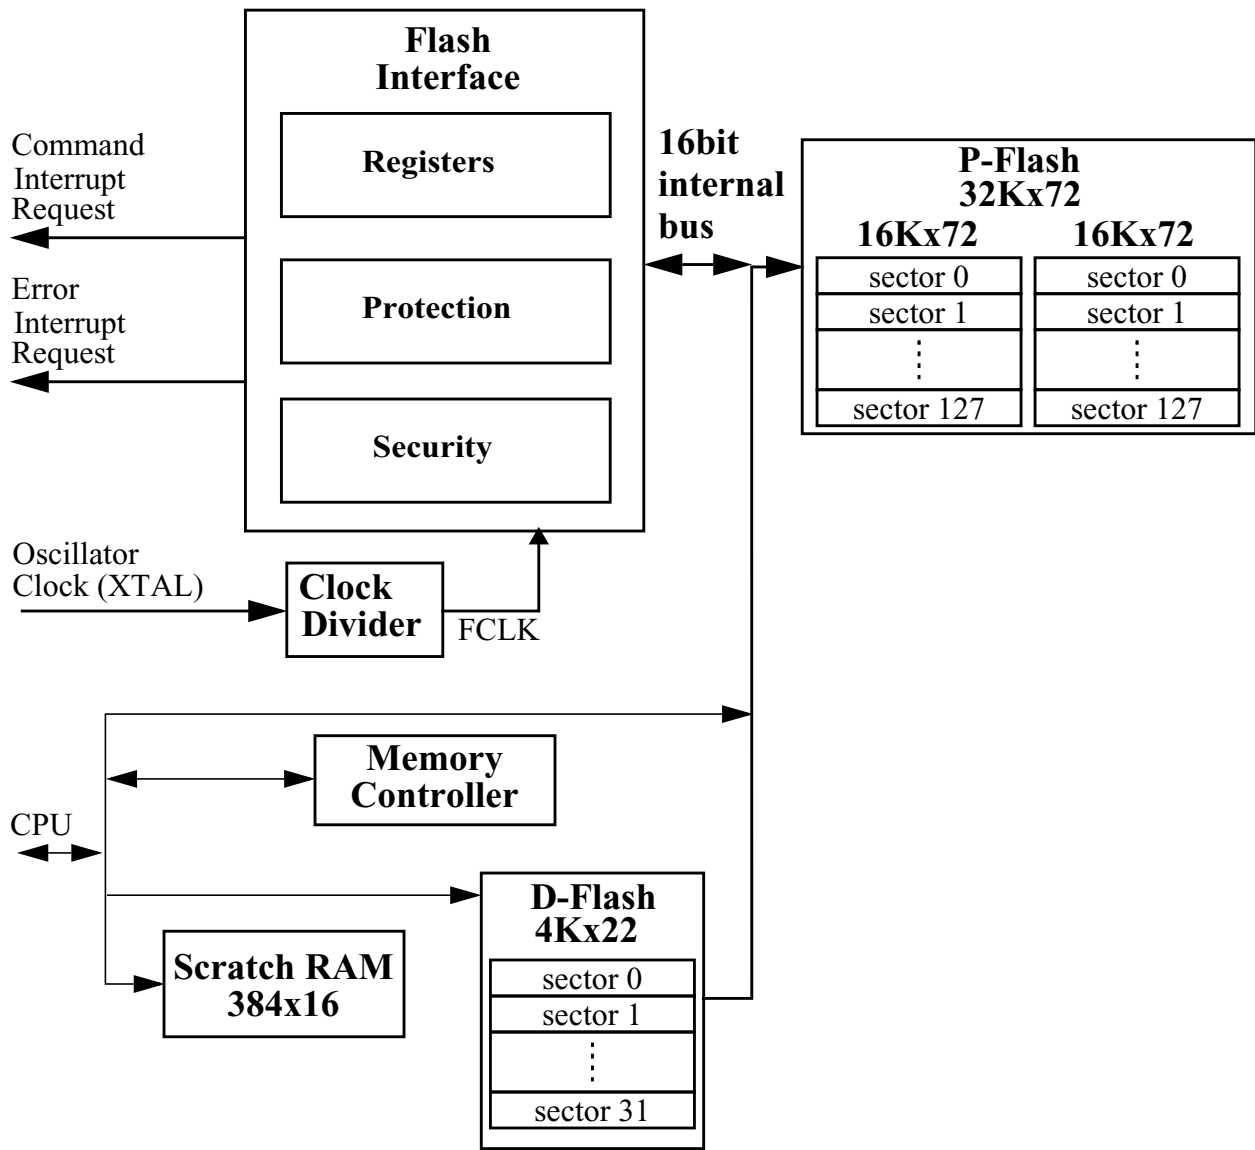 Flash
Interface
Registers
Protection
Security
Command
Interrupt
Request
Error
Interrupt
Request
16bit
internal
bus
P-Flash
32Kx72
16Kx72
16Kx72
sector 0
sector 0
sector 1
sector 1
sector 127
sector 127
Oscillator
Clock (XTAL)
Clock
Divider
FCLK
Memory
Controller
CPU
D-Flash
4Kx22
sector 0
sector 1
sector 31
Scratch RAM
384x16